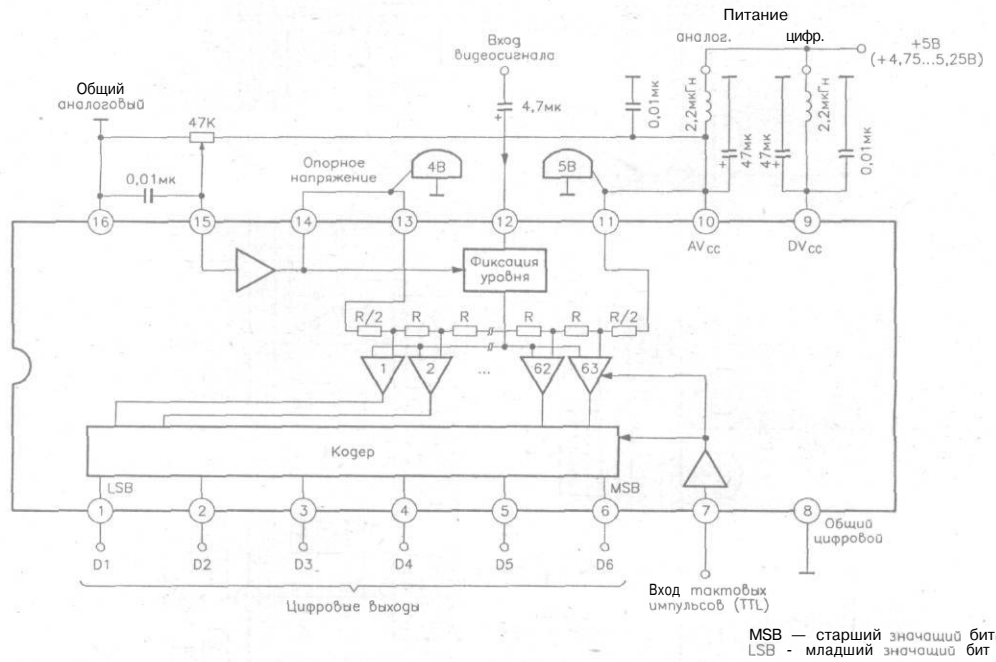 Питание
аналог.
цифр.
+5В
(+4,75...5,25В)
Вход
видеосигнала
4,7мк
+
0,01мк
2,2мкГн
47мк
+
47мк
+
2,2мкГн
0,01мк
Общий
аналоговый
47К
0,01мк
Опорное
напряжение
4В
5В
16
15
14
13
12
11
10
9
AVCC
DVCC
Фиксация
уровня
R/2
R
R
R
R
R/2
1
2
...
62
63
Кодер
LSB
MSB
1
2
3
4
5
6
7
8
Общий
цифровой
D1
D2
D3
D4
D5
D6
Цифровые выходы
Вход тактовых
импульсов (TTL)
MSB — старший значащий бит
LSB - младший значащий бит